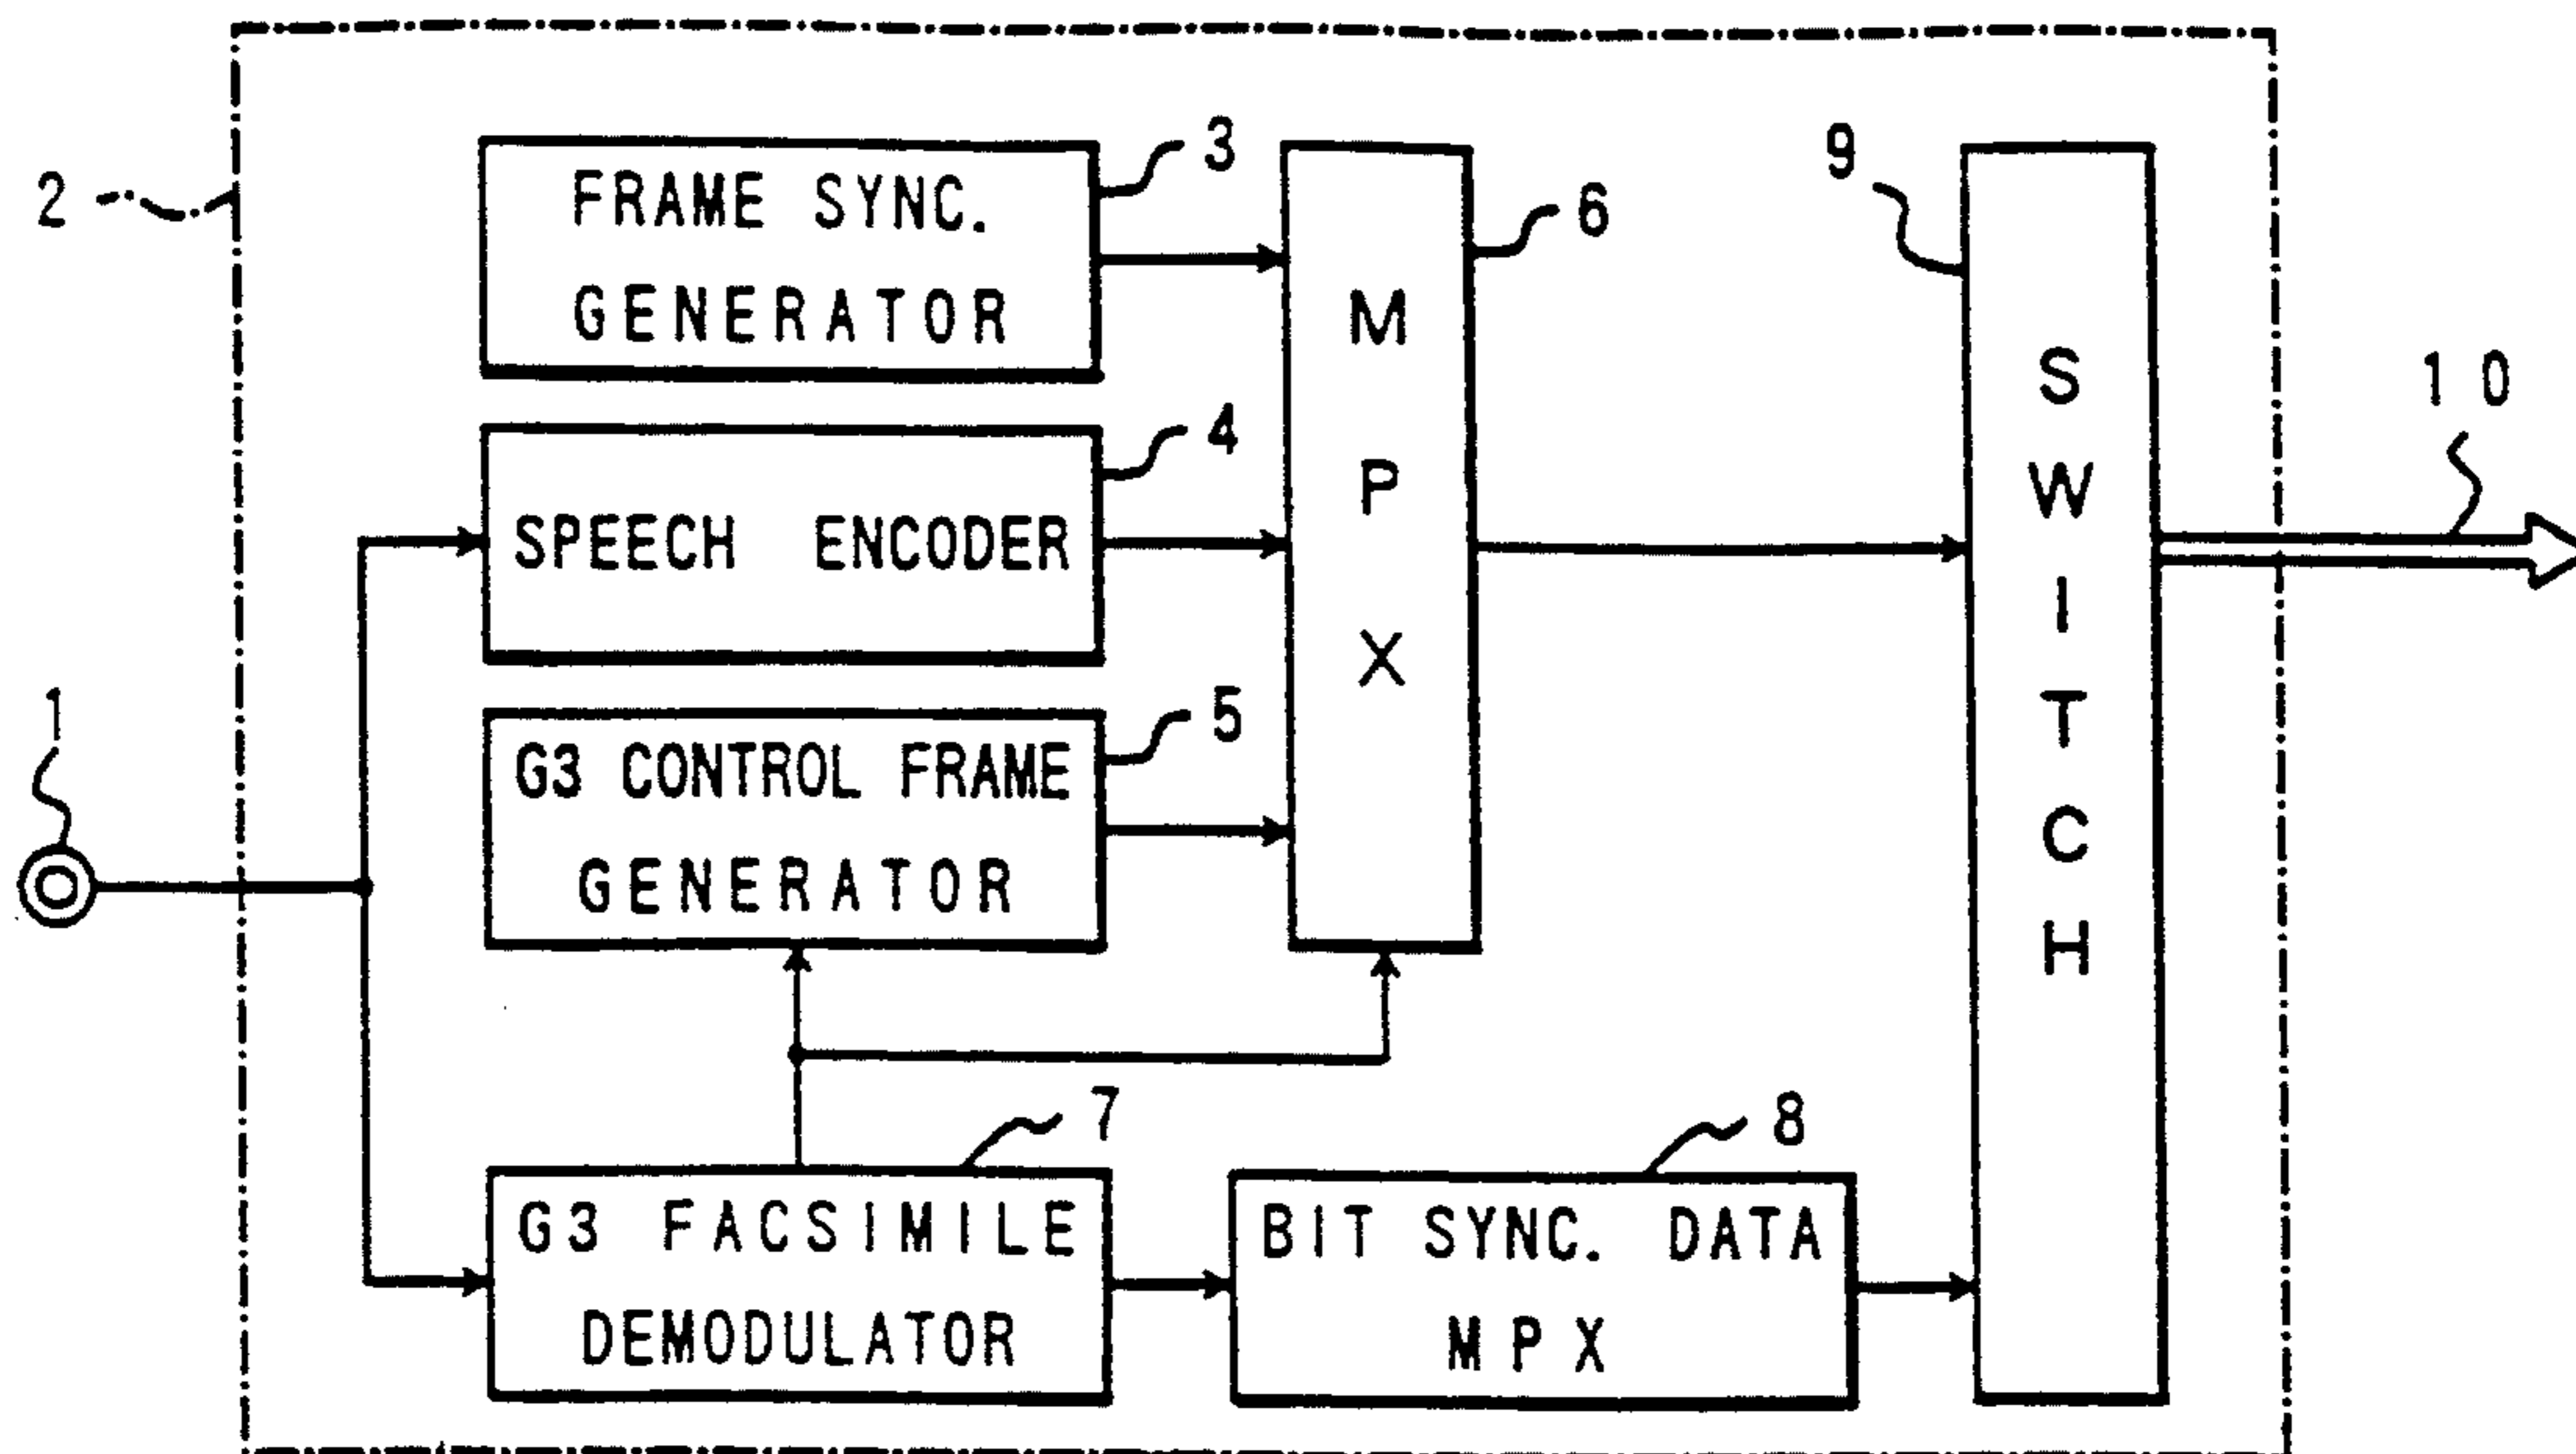 2
FRAME SYNC.
GENERATOR
3
SPEECH ENCODER
4
G3 CONTROL FRAME
GENERATOR
5
M
P
X
6
9
S
W
I
T
C
H
10
1
G3 FACSIMILE
DEMODULATOR
7
BIT SYNC. DATA
MPX
8